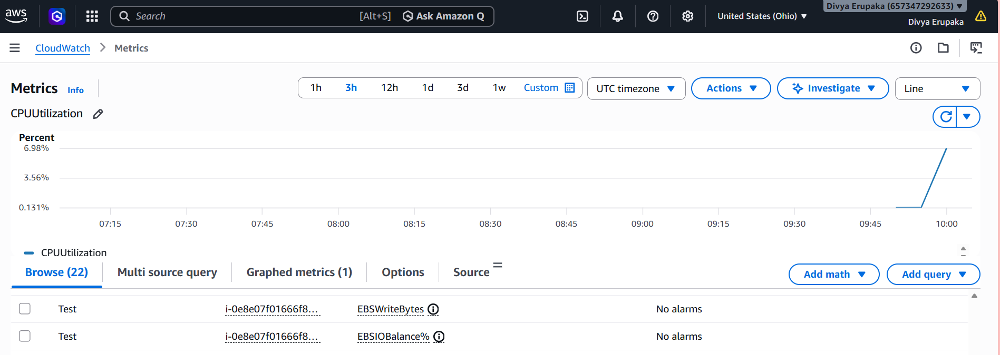 aws
Search [Alt+S] Ask Amazon Q
United States (Ohio)
Divya Erupaka (657347292633)
Divya Erupaka
CloudWatch Metrics
Metrics Info
1h 3h 12h 1d 3d 1w Custom UTC timezone Actions Investigate Line
CPUUtilization
Percent
6.98%
3.56%
0.131%
07:15 07:30 07:45 08:00 08:15 08:30 08:45 09:00 09:15 09:30 09:45 10:00
CPUUtilization
Browse (22) Multi source query Graphed metrics (1) Options Source Add math Add query
Test i-0e8e07f01666f8... EBSWriteBytes No alarms
Test i-0e8e07f01666f8... EBSIOBalance% No alarms